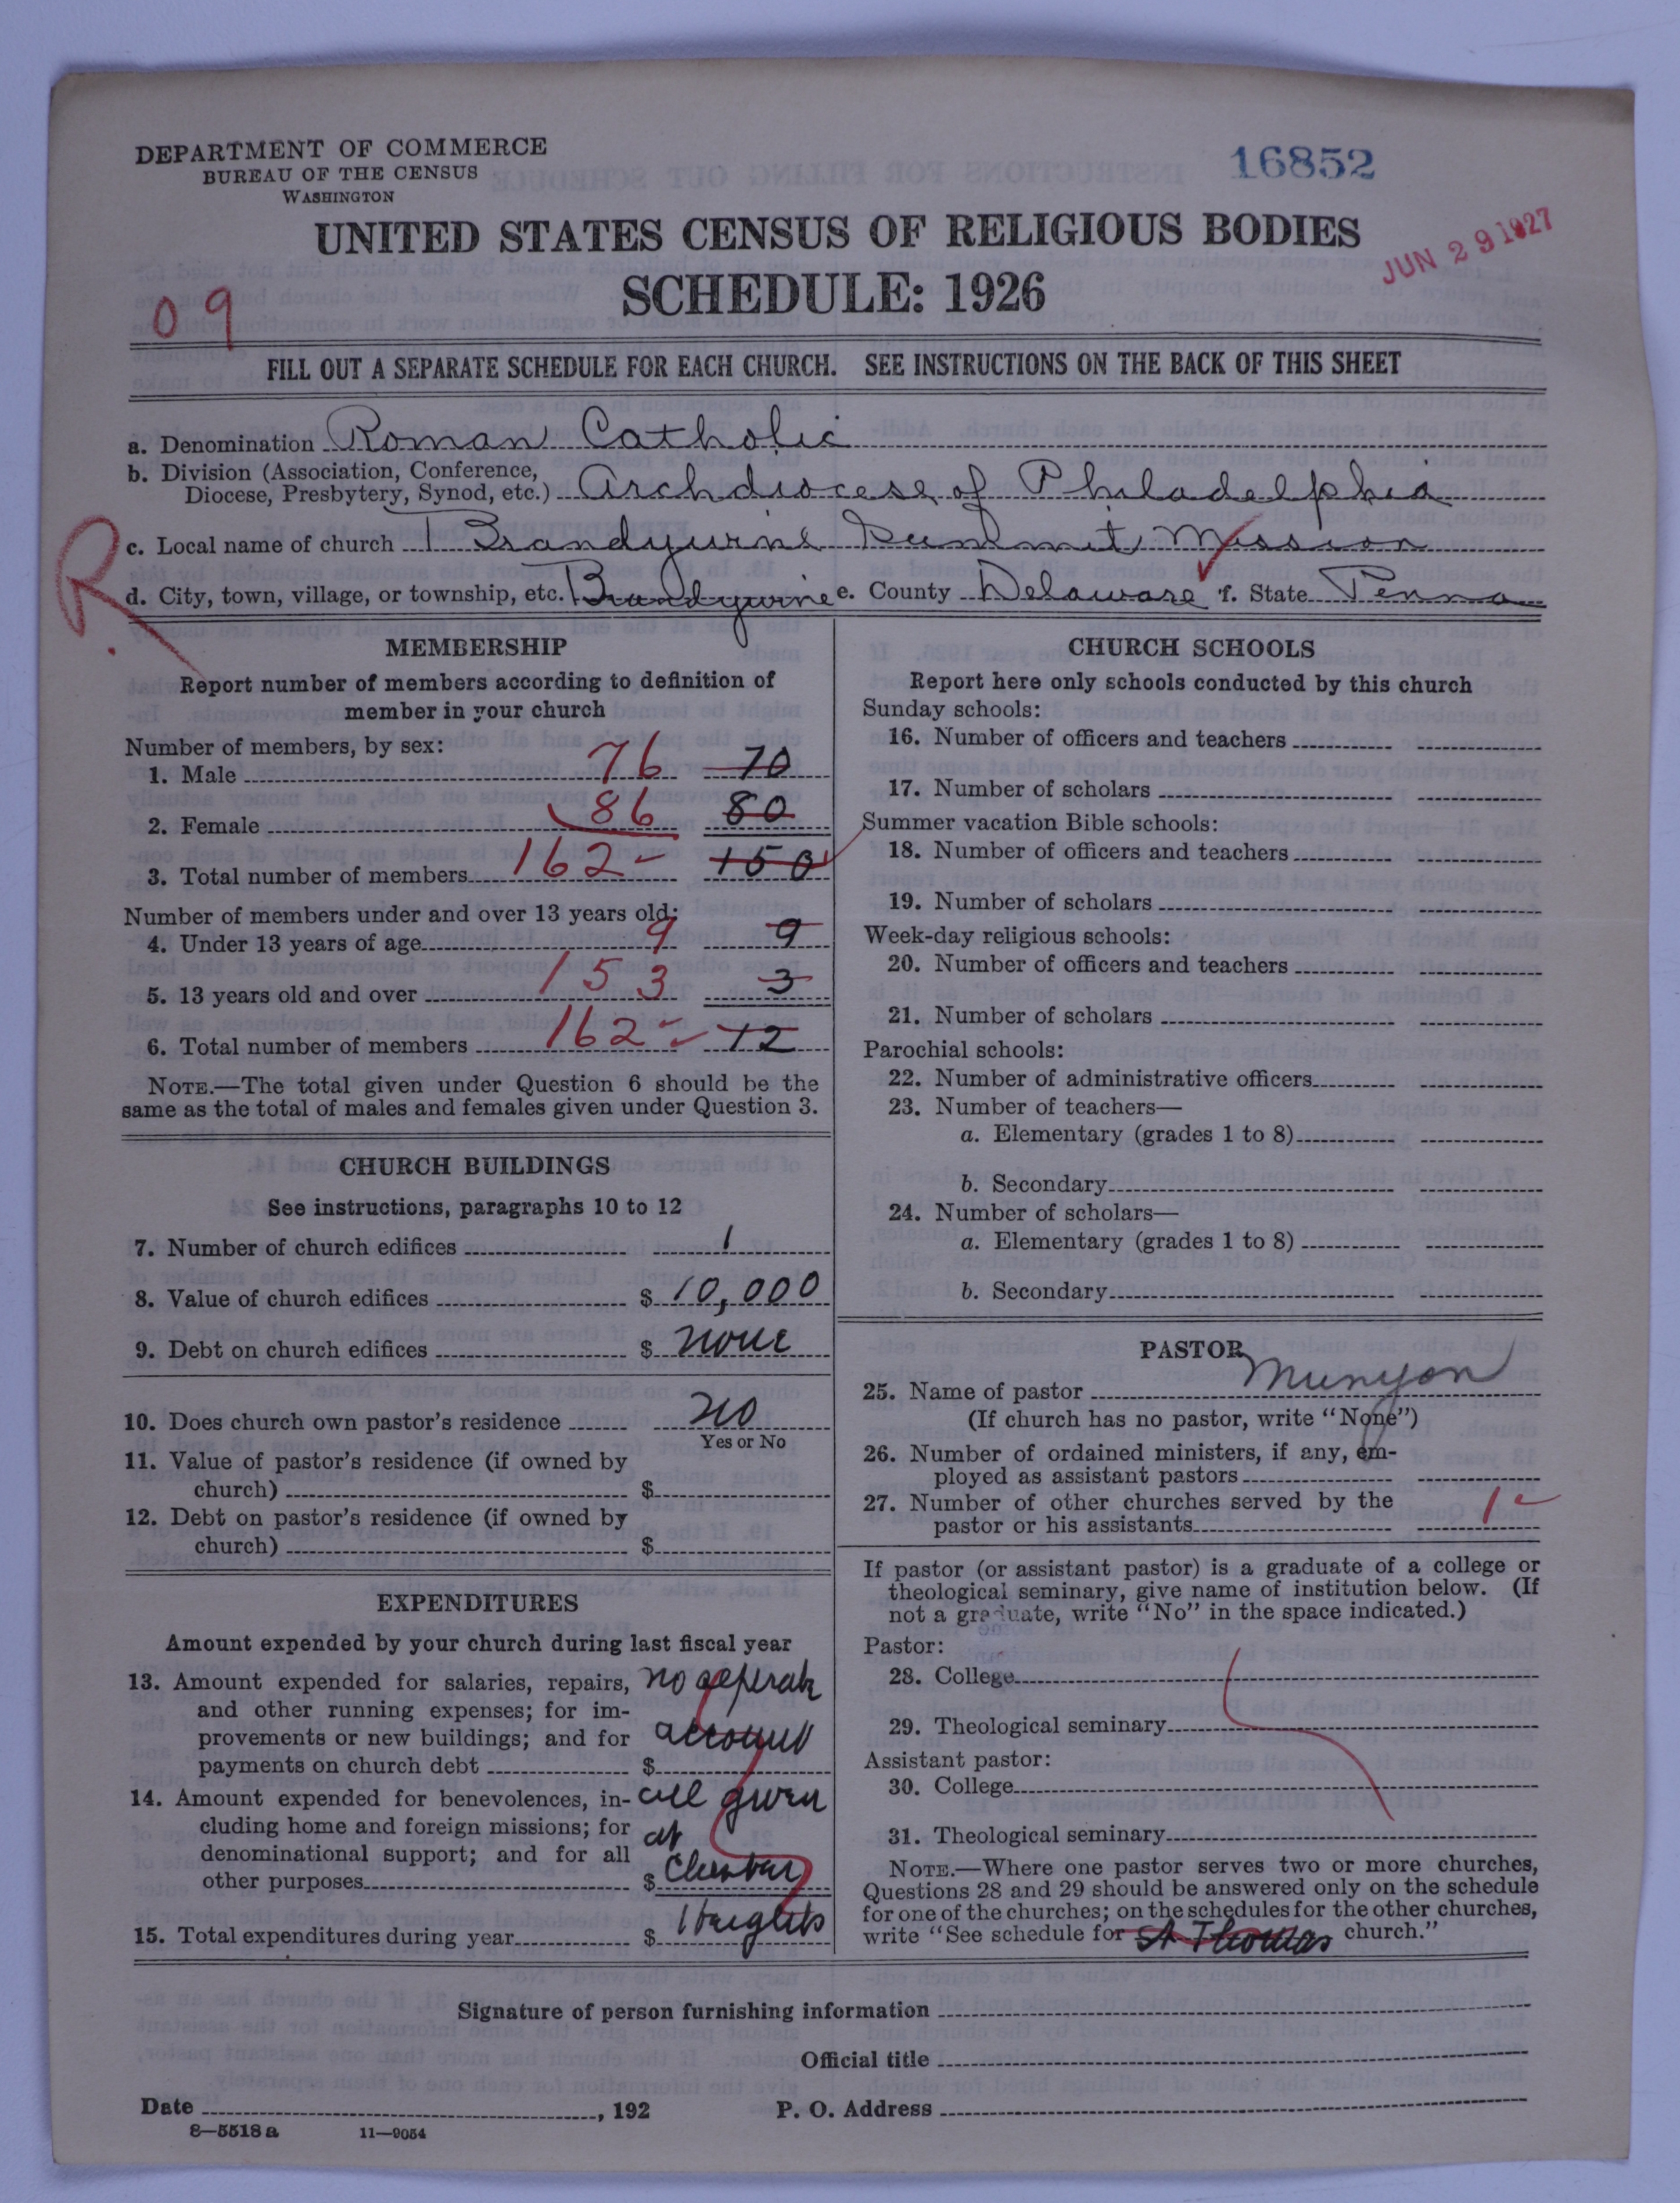 DEPARTMENT OF COMMERCE
BUREAU OF THE CENSUS
WASHINGTON
16852
UNITED STATES CENSUS OF RELIGIOUS BODIES
SCHEDULE: 1926
JUN 29 1927
09
FILL OUT A SEPARATE SCHEDULE FOR EACH CHURCH. SEE INSTRUCTIONS ON THE BACK OF THIS SHEET
a. Denomination Roman Catholic
b. Division (Association, Conference,
Diocese, Presbytery, Synod, etc.) Archdiocese of Philadelphia
R
c. Local name of church Brandywine Summit Mission
d. City, town, village, or township, etc. Brandywine e. County Delaware f. State Penna
MEMBERSHIP
Report number of members according to definition of
member in your church
Number of members, by sex:
1. Male 76 70
2. Female 86 80
3. Total number of members 162 150
Number of members under and over 13 years old:
4. Under 13 years of age 9 9
5. 13 years old and over 153 3
6. Total number of members 162 12
NOTE.—The total given under Question 6 should be the
same as the total of males and females given under Question 3.
CHURCH BUILDINGS
See instructions, paragraphs 10 to 12
7. Number of church edifices 1
8. Value of church edifices $ 10,000
9. Debt on church edifices $ none
10. Does church own pastor's residence no
Yes or No
11. Value of pastor's residence (if owned by
church) $
12. Debt on pastor's residence (if owned by
church) $
EXPENDITURES
Amount expended by your church during last fiscal year
13. Amount expended for salaries, repairs, no seprate
and other running expenses; for im-
provements or new buildings; and for account
payments on church debt $
14. Amount expended for benevolences, in- all given
cluding home and foreign missions; for at
denominational support; and for all
other purposes $ Chester
15. Total expenditures during year $ Heights
CHURCH SCHOOLS
Report here only schools conducted by this church
Sunday schools:
16. Number of officers and teachers
17. Number of scholars
Summer vacation Bible schools:
18. Number of officers and teachers
19. Number of scholars
Week-day religious schools:
20. Number of officers and teachers
21. Number of scholars
Parochial schools:
22. Number of administrative officers
23. Number of teachers—
a. Elementary (grades 1 to 8)
b. Secondary
24. Number of scholars—
a. Elementary (grades 1 to 8)
b. Secondary
PASTOR
25. Name of pastor Munyon
(If church has no pastor, write "None")
26. Number of ordained ministers, if any, em-
ployed as assistant pastors
27. Number of other churches served by the
pastor or his assistants 1
If pastor (or assistant pastor) is a graduate of a college or
theological seminary, give name of institution below. (If
not a graduate, write "No" in the space indicated.)
Pastor:
28. College
29. Theological seminary
Assistant pastor:
30. College
31. Theological seminary
NOTE.—Where one pastor serves two or more churches,
Questions 28 and 29 should be answered only on the schedule
for one of the churches; on the schedules for the other churches,
write "See schedule for St Thomas church."
Signature of person furnishing information
Official title
Date , 192
P. O. Address
8—5518 a 11—9054